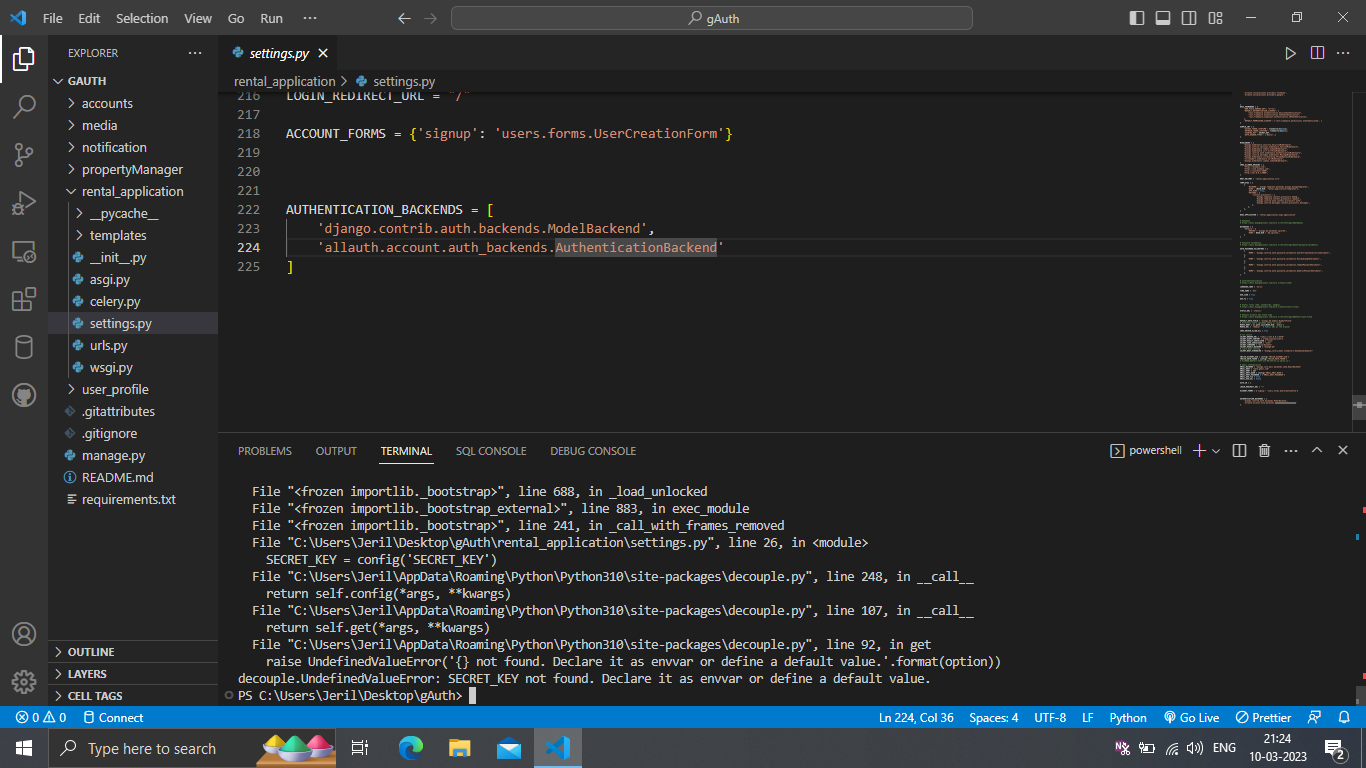 File Edit Selection View Go Run ··· gAuth
EXPLORER ···
GAUTH
accounts
media
notification
propertyManager
rental_application
__pycache__
templates
__init__.py
asgi.py
celery.py
settings.py
urls.py
wsgi.py
user_profile
.gitattributes
.gitignore
manage.py
README.md
requirements.txt
OUTLINE
LAYERS
CELL TAGS
settings.py
rental_application > settings.py
216 LOGIN_REDIRECT_URL = "/"
217
218 ACCOUNT_FORMS = {'signup': 'users.forms.UserCreationForm'}
219
220
221
222 AUTHENTICATION_BACKENDS = [
223 'django.contrib.auth.backends.ModelBackend',
224 'allauth.account.auth_backends.AuthenticationBackend'
225 ]
PROBLEMS OUTPUT TERMINAL SQL CONSOLE DEBUG CONSOLE powershell
File "<frozen importlib._bootstrap>", line 688, in _load_unlocked
File "<frozen importlib._bootstrap_external>", line 883, in exec_module
File "<frozen importlib._bootstrap>", line 241, in _call_with_frames_removed
File "C:\Users\Jeril\Desktop\gAuth\rental_application\settings.py", line 26, in <module>
SECRET_KEY = config('SECRET_KEY')
File "C:\Users\Jeril\AppData\Roaming\Python\Python310\site-packages\decouple.py", line 248, in __call__
return self.config(*args, **kwargs)
File "C:\Users\Jeril\AppData\Roaming\Python\Python310\site-packages\decouple.py", line 107, in __call__
return self.get(*args, **kwargs)
File "C:\Users\Jeril\AppData\Roaming\Python\Python310\site-packages\decouple.py", line 92, in get
raise UndefinedValueError('{} not found. Declare it as envvar or define a default value.'.format(option))
decouple.UndefinedValueError: SECRET_KEY not found. Declare it as envvar or define a default value.
PS C:\Users\Jeril\Desktop\gAuth>
0 0 Connect Ln 224, Col 36 Spaces: 4 UTF-8 LF Python Go Live Prettier
Type here to search ENG 21:24
10-03-2023
2